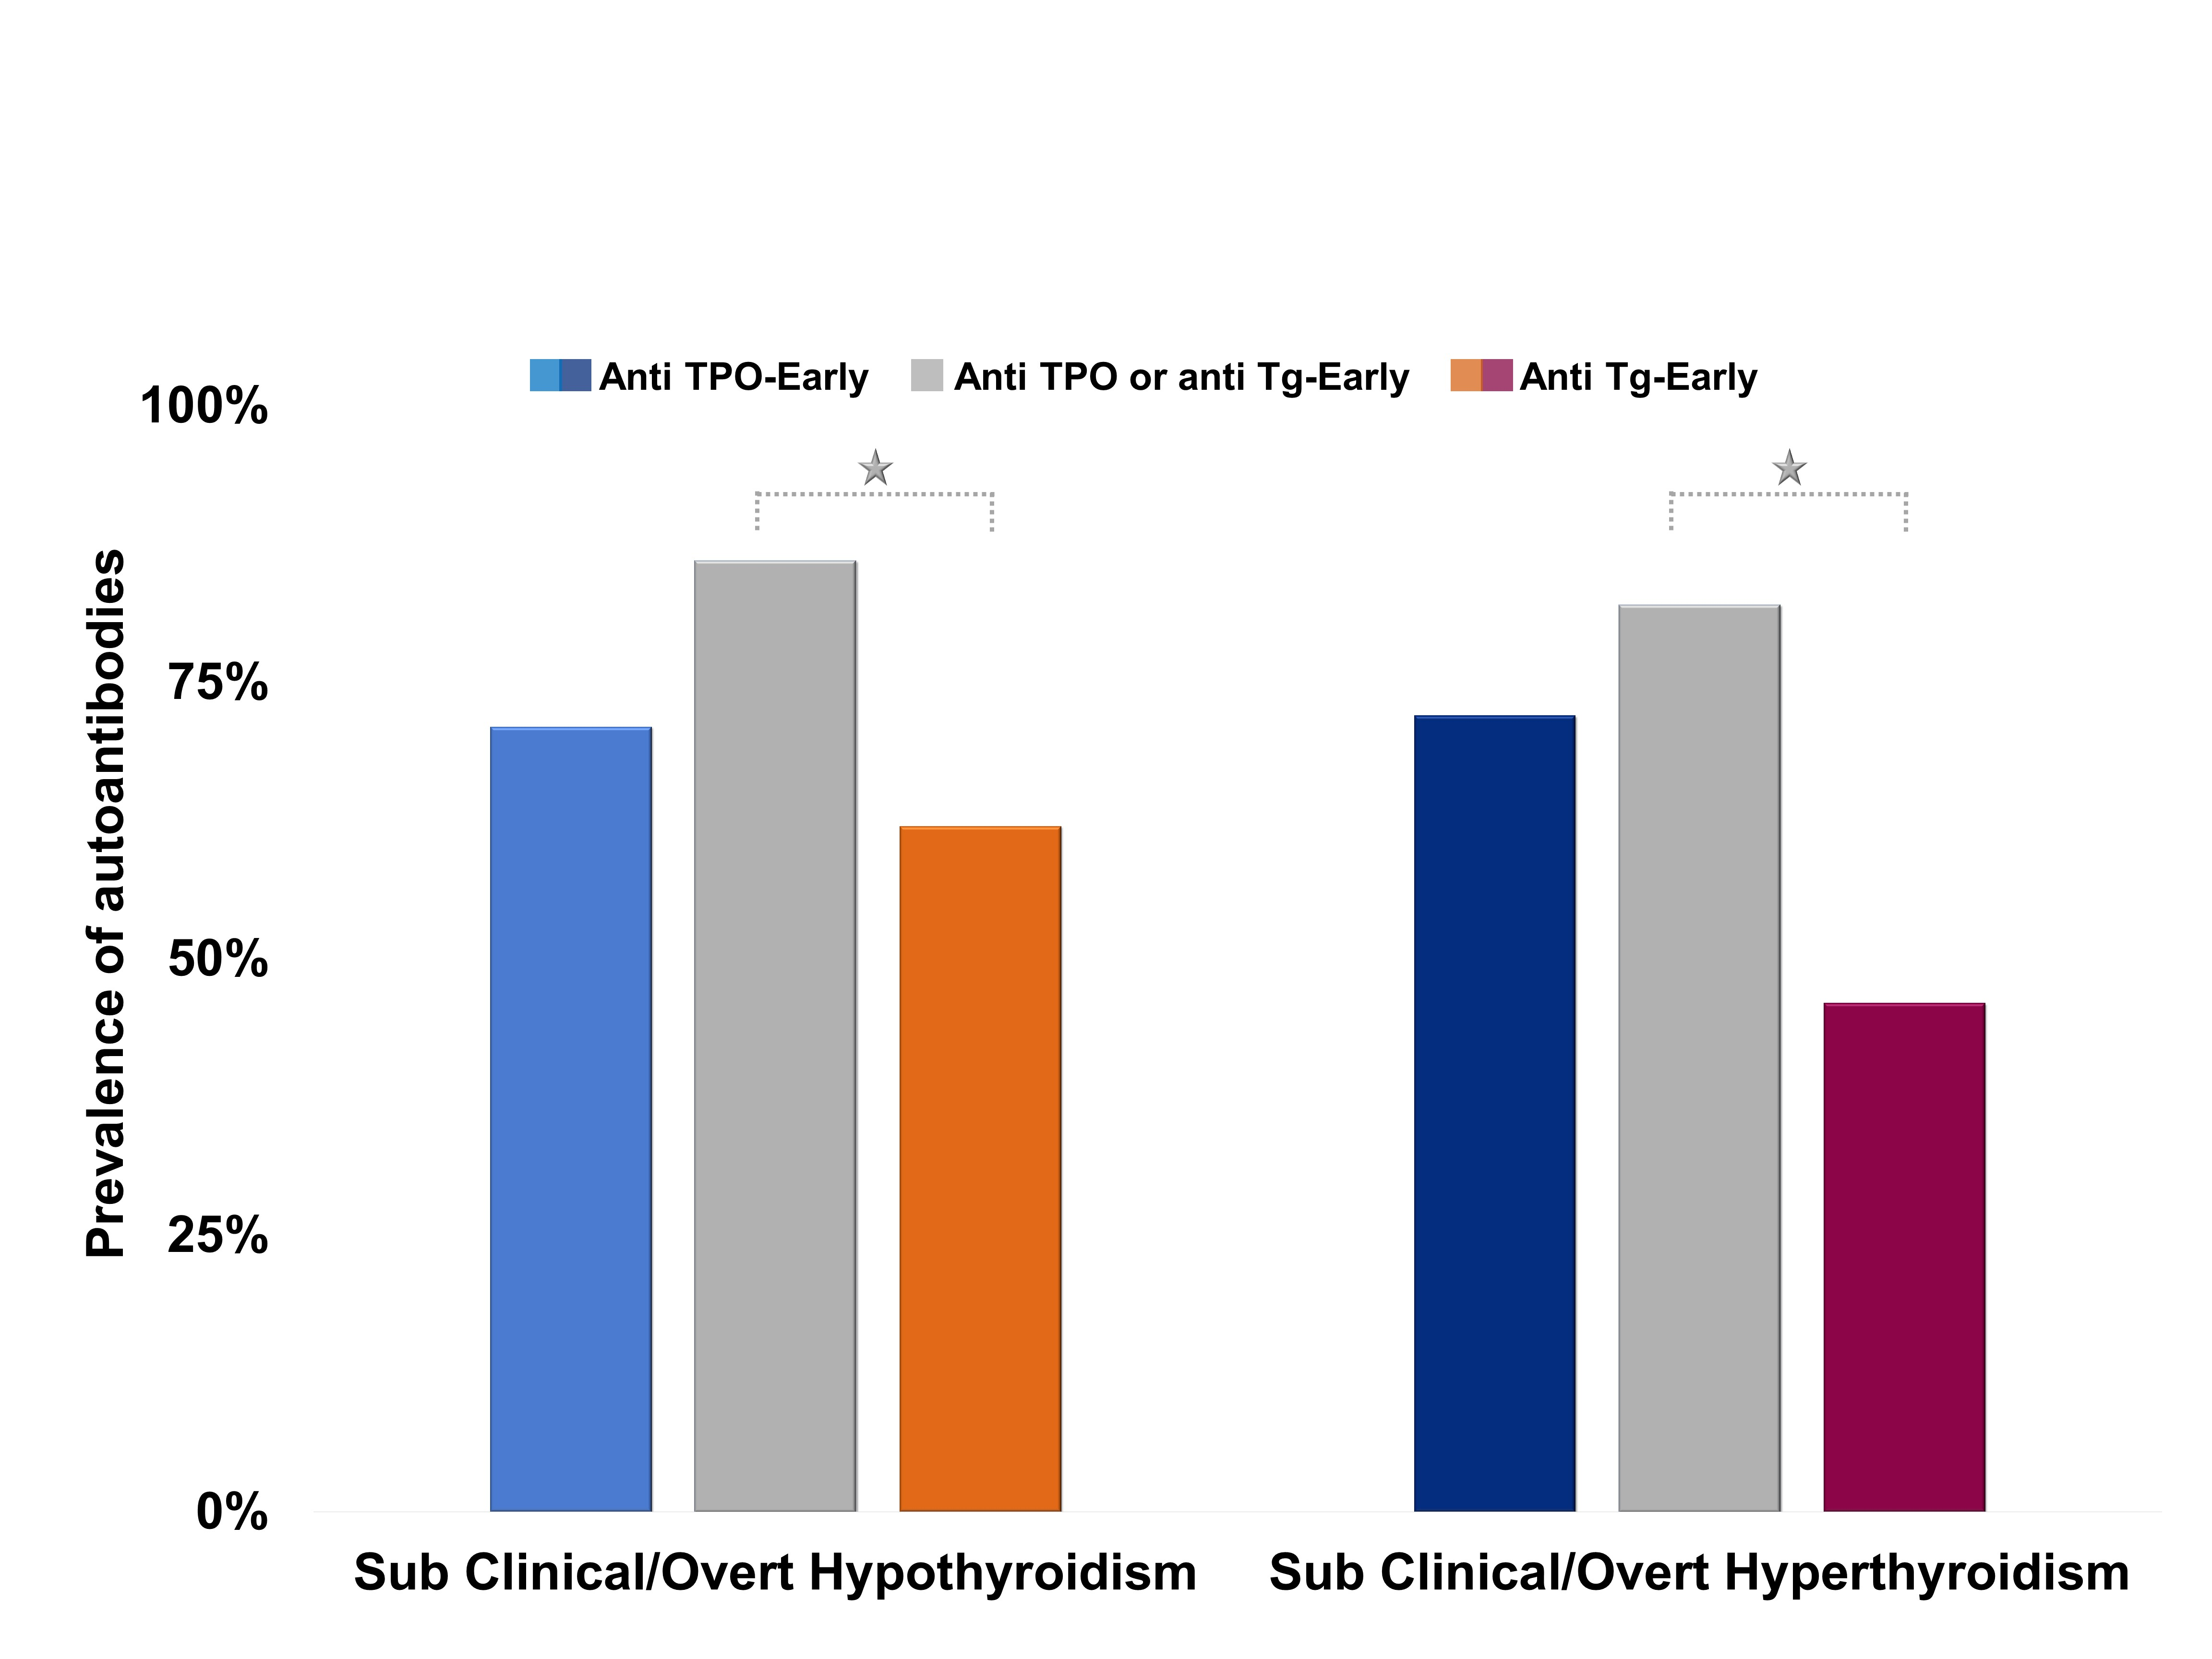 Anti TPO-Early
Anti TPO or anti Tg-Early
Anti Tg-Early
100%
75%
50%
25%
0%
Prevalence of autoantibodies
Sub Clinical/Overt Hypothyroidism
Sub Clinical/Overt Hyperthyroidism